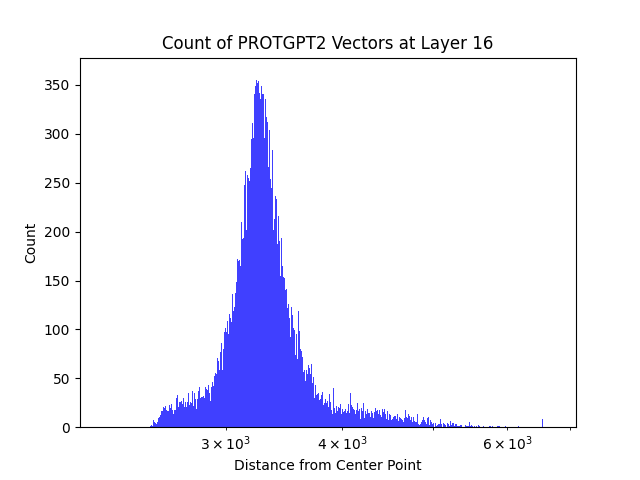 Count of PROTGPT2 Vectors at Layer 16
350
300
250
200
150
100
50
0
Count
3 × 10³
4 × 10³
6 × 10³
Distance from Center Point